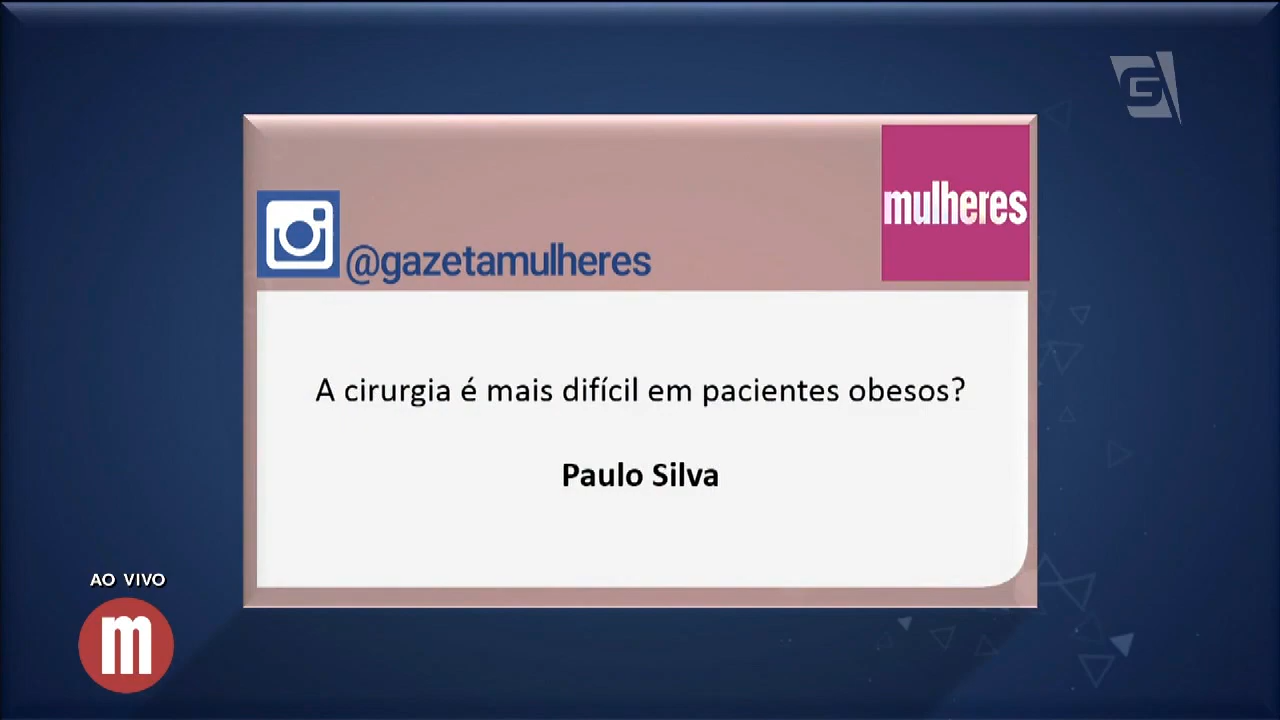 mulheres
@gazetamulheres
A cirurgia é mais difícil em pacientes obesos?
Paulo Silva
AO VIVO
m
G